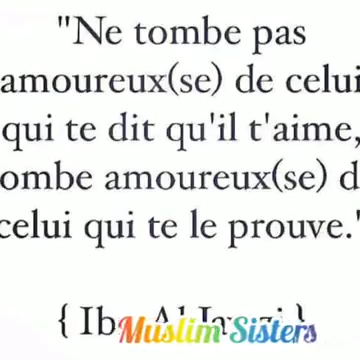 "Ne tombe pas
amoureux(se) de celui
qui te dit qu'il t'aime,
ombe amoureux(se) d
celui qui te le prouve."
{ Ib
Muslim Sisters